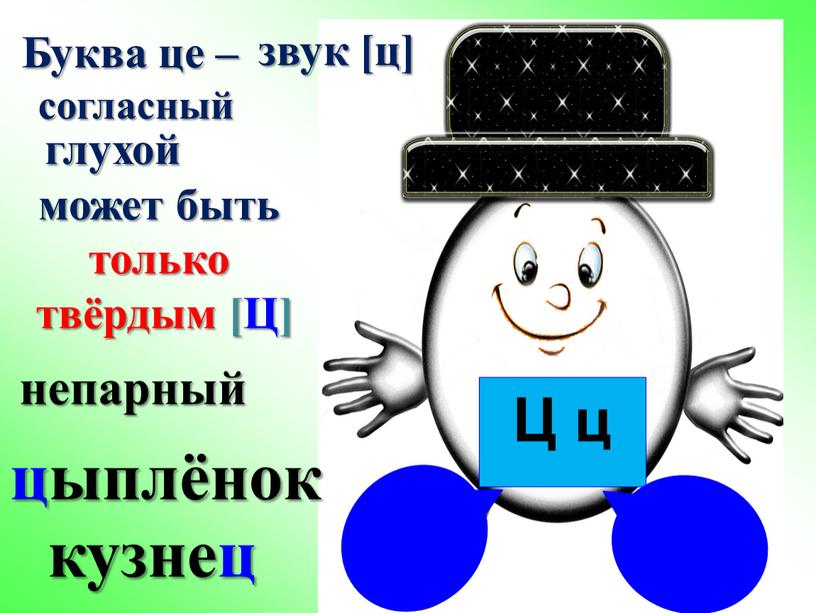 Буква це – звук [ц]
согласный
глухой
может быть
только
твёрдым [Ц]
непарный
Ц ц
цыплёнок
кузнец